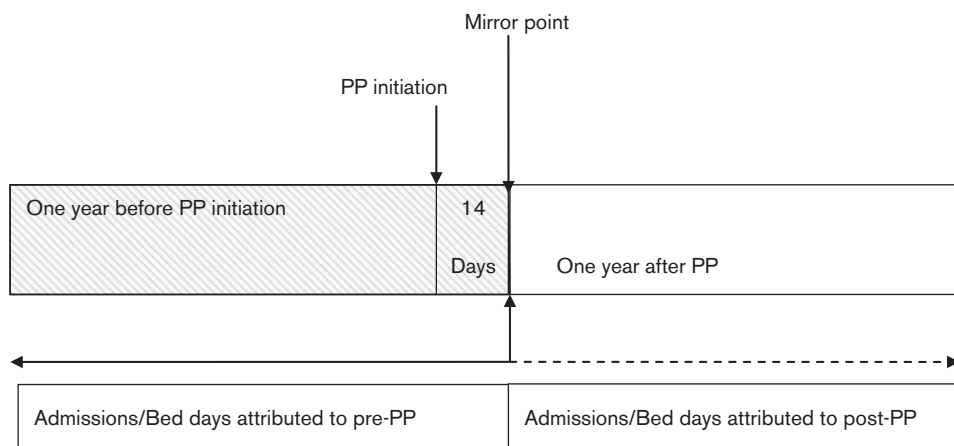 Mirror point
PP initiation
One year before PP initiation
14
Days
One year after PP
Admissions/Bed days attributed to pre-PP
Admissions/Bed days attributed to post-PP